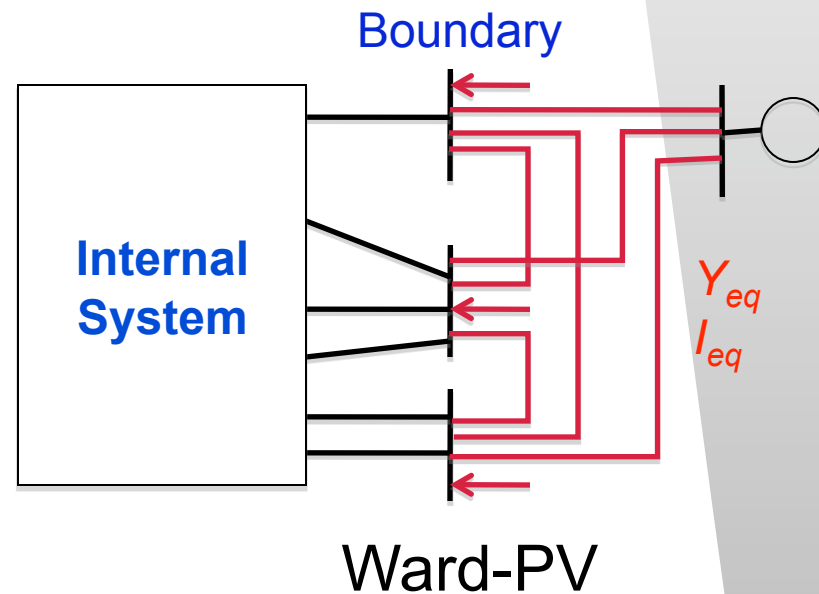 Boundary
Internal
System
Y_eq
I_eq
Ward-PV